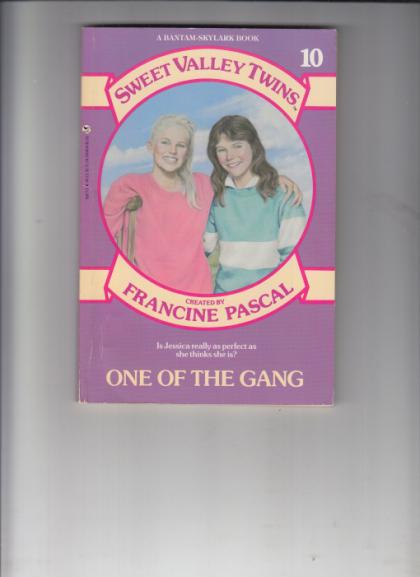 A BANTAM-SKYLARK BOOK
10
SWEET VALLEY TWINS
CREATED BY
FRANCINE PASCAL
Is Jessica really as perfect as
she thinks she is?
ONE OF THE GANG